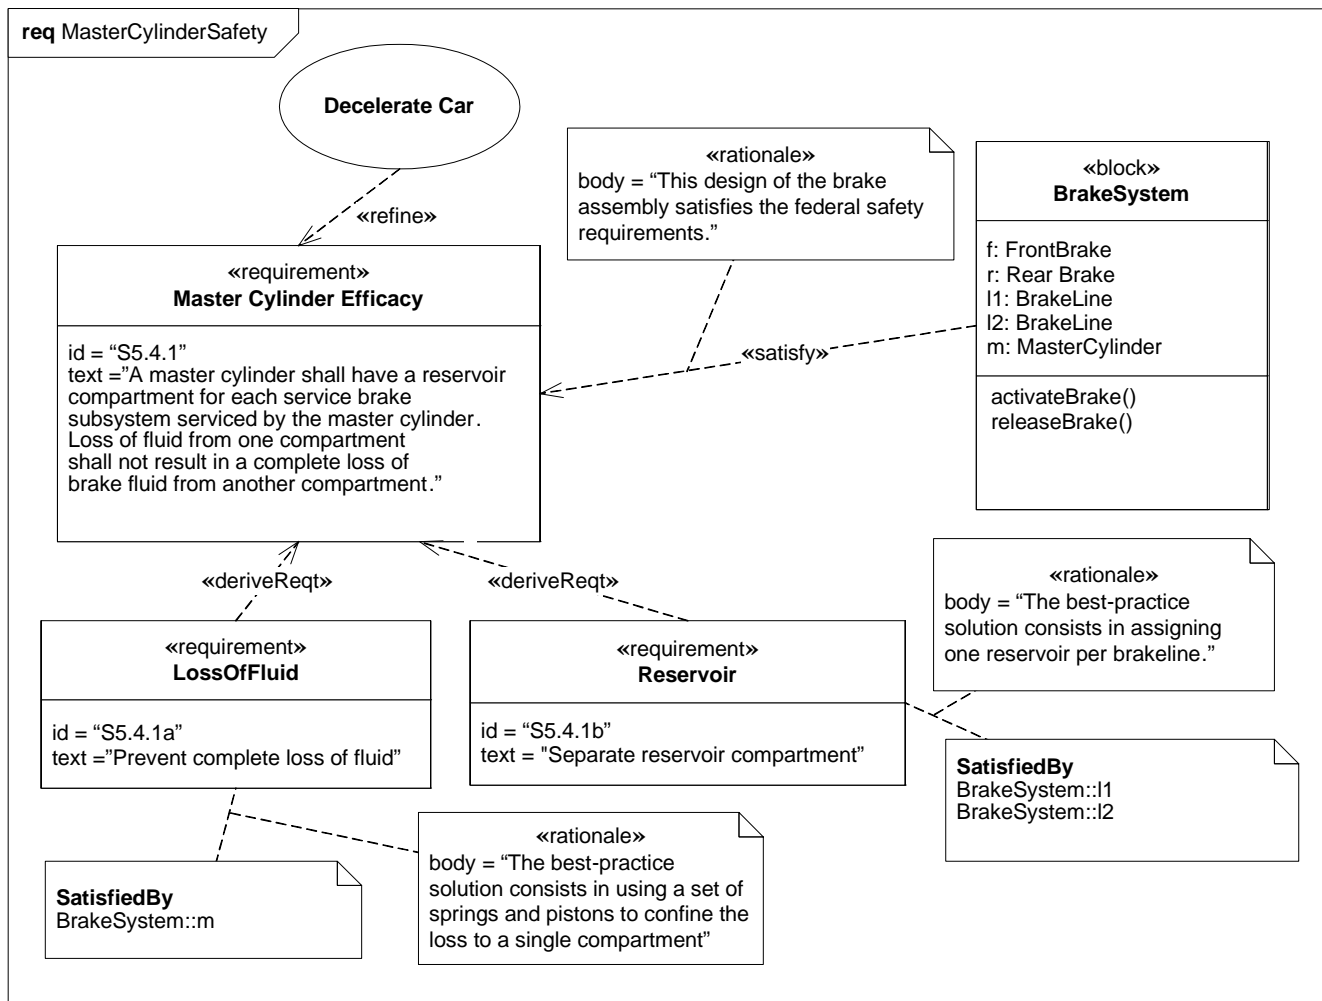 req MasterCylinderSafety
Decelerate Car
«refine»
«rationale»
body = “This design of the brake
assembly satisfies the federal safety
requirements.”
«block»
BrakeSystem
f: FrontBrake
r: Rear Brake
l1: BrakeLine
l2: BrakeLine
m: MasterCylinder
activateBrake()
releaseBrake()
«satisfy»
«requirement»
Master Cylinder Efficacy
id = “S5.4.1”
text =”A master cylinder shall have a reservoir
compartment for each service brake
subsystem serviced by the master cylinder.
Loss of fluid from one compartment
shall not result in a complete loss of
brake fluid from another compartment.”
«deriveReqt»
«deriveReqt»
«requirement»
LossOfFluid
id = “S5.4.1a”
text =”Prevent complete loss of fluid”
«requirement»
Reservoir
id = “S5.4.1b”
text = "Separate reservoir compartment”
«rationale»
body = “The best-practice
solution consists in assigning
one reservoir per brakeline.”
SatisfiedBy
BrakeSystem::l1
BrakeSystem::l2
«rationale»
body = “The best-practice
solution consists in using a set of
springs and pistons to confine the
loss to a single compartment”
SatisfiedBy
BrakeSystem::m